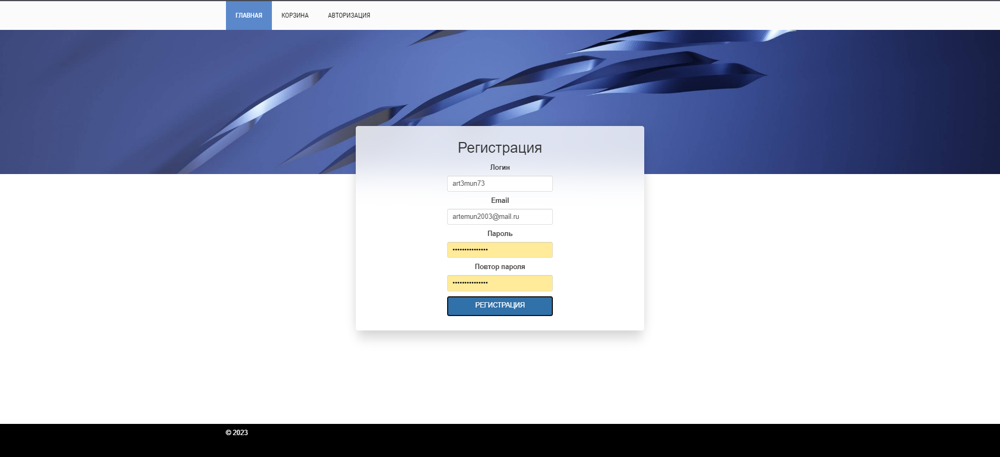 ГЛАВНАЯ КОРЗИНА АВТОРИЗАЦИЯ
Регистрация
Логин
art3mun73
Email
artemun2003@mail.ru
Пароль
•••••••••••••••
Повтор пароля
•••••••••••••••
РЕГИСТРАЦИЯ
© 2023